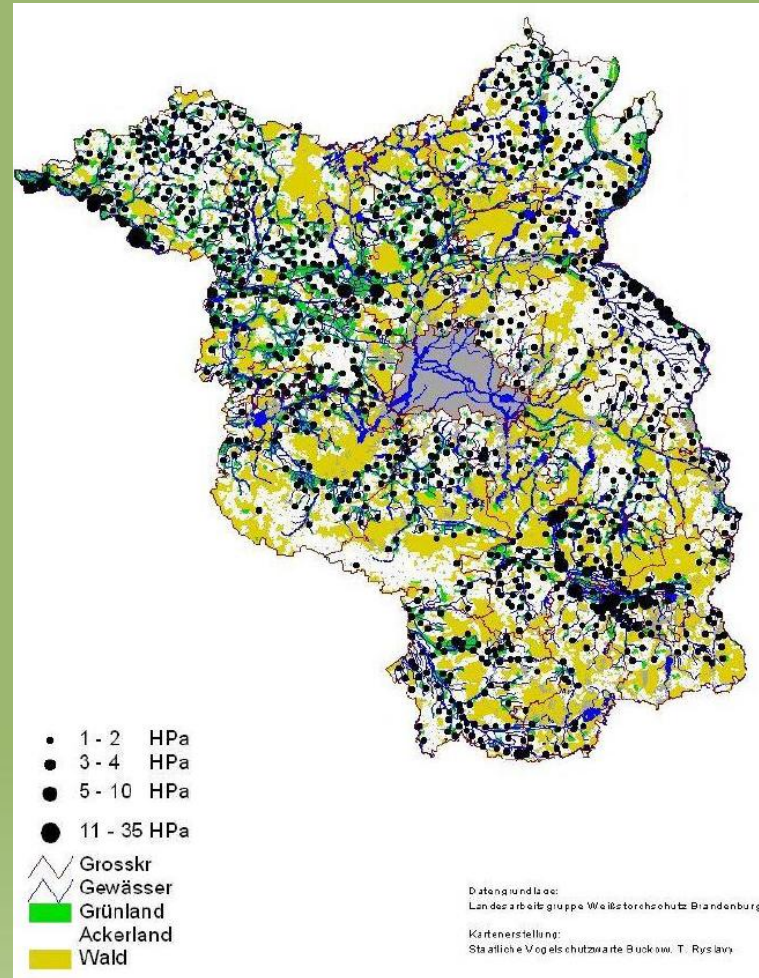 1 - 2 HPa
3 - 4 HPa
5 - 10 HPa
11 - 35 HPa
Grosskr
Gewässer
Grünland
Ackerland
Wald
Datengrundlage:
Landesarbeitsgruppe Weißstorchschutz Brandenburg
Kartenerstellung:
Staatliche Vogelschutzwarte Buckow, T. Ryslavy